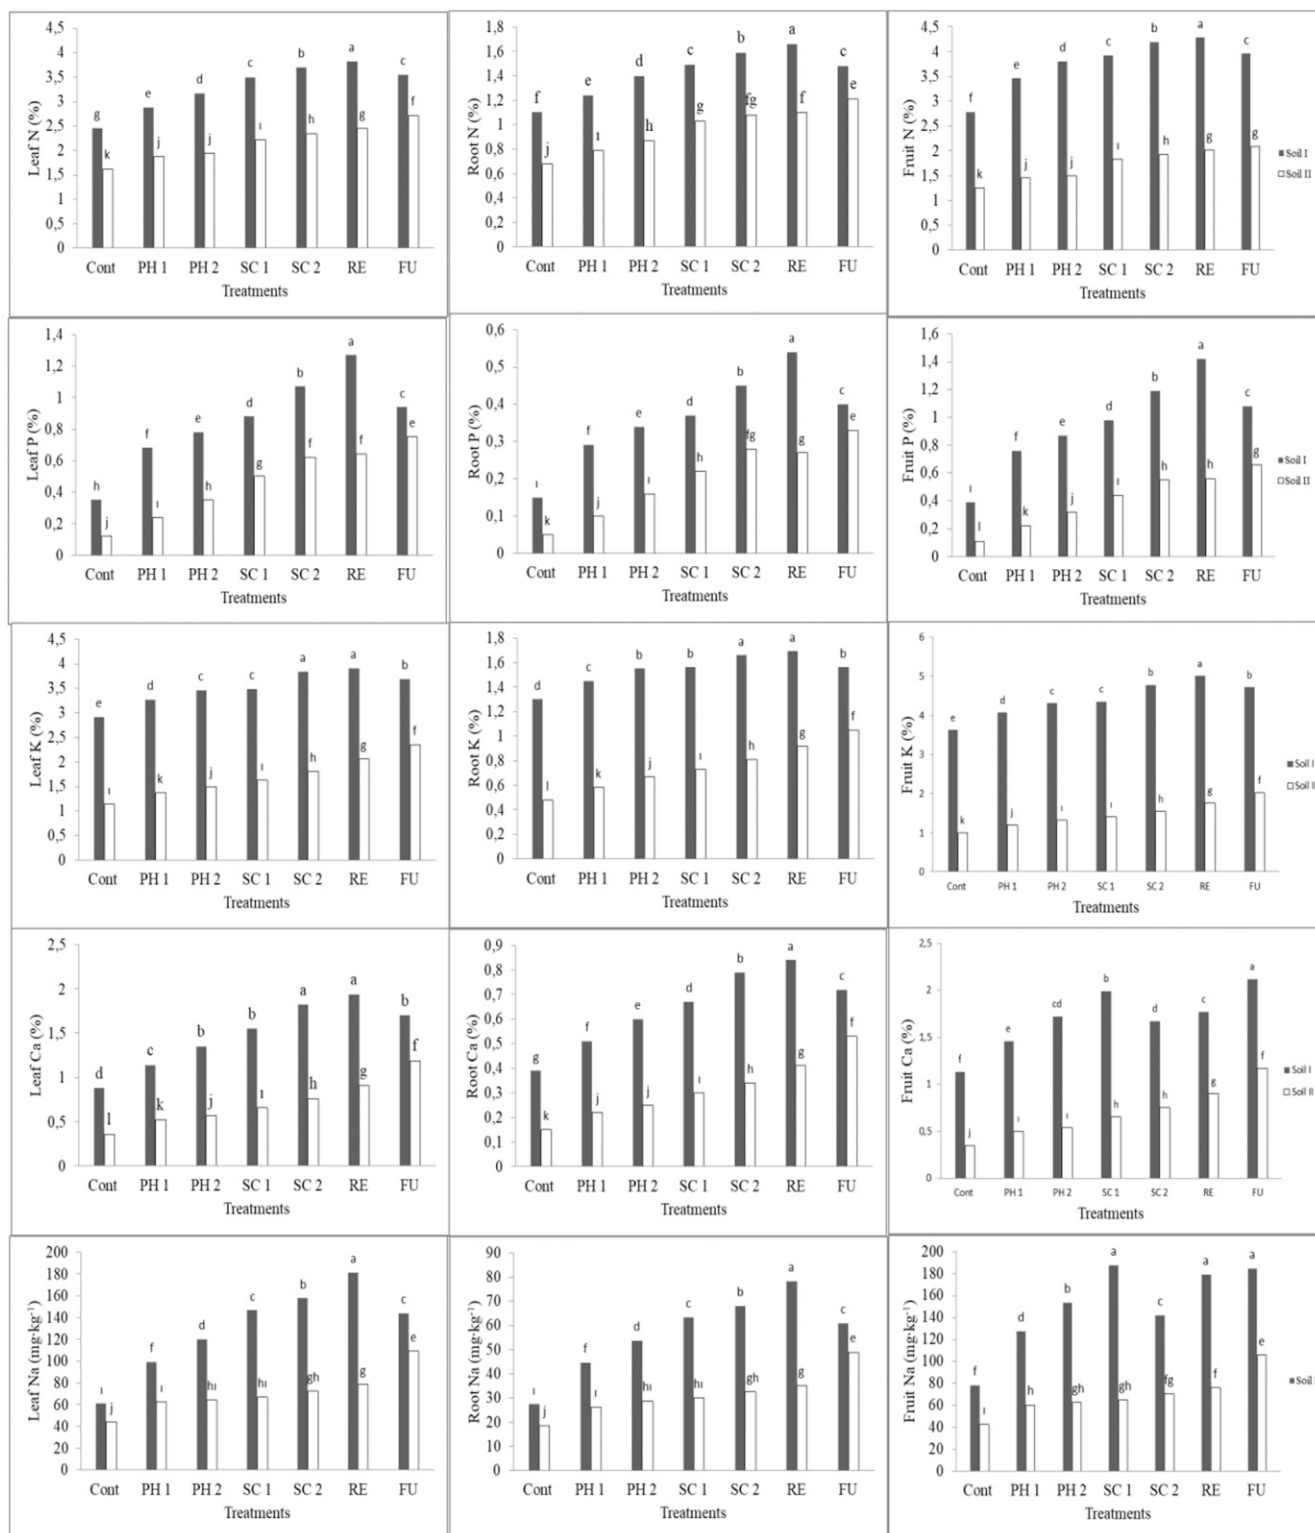 Leaf N (%)
4,5
4
3,5
3
2,5
2
1,5
1
0,5
0
g k e j d j c ı b h a g c f
Cont PH 1 PH 2 SC 1 SC 2 RE FU
Treatments
Root N (%)
1,8
1,6
1,4
1,2
1
0,8
0,6
0,4
0,2
0
f j e ı d h c g b fg a f c e
Cont PH 1 PH 2 SC 1 SC 2 RE FU
Treatments
Fruit N (%)
4,5
4
3,5
3
2,5
2
1,5
1
0,5
0
f k e j d j c ı b h a g c g
Cont PH 1 PH 2 SC 1 SC 2 RE FU
Treatments
Soil I
Soil II
Leaf P (%)
1,4
1,2
1
0,8
0,6
0,4
0,2
0
h j f ı e h d g b f a f c e
Cont PH 1 PH 2 SC 1 SC 2 RE FU
Treatments
Root P (%)
0,6
0,5
0,4
0,3
0,2
0,1
0
ı k f j e ı d h b fg a g c e
Cont PH 1 PH 2 SC 1 SC 2 RE FU
Treatments
Fruit P (%)
1,6
1,4
1,2
1
0,8
0,6
0,4
0,2
0
ı l f k e j d ı b h a h c g
Cont PH 1 PH 2 SC 1 SC 2 RE FU
Treatments
Soil I
Soil II
Leaf K (%)
4,5
4
3,5
3
2,5
2
1,5
1
0,5
0
e ı d k c j c ı a h a g b f
Cont PH 1 PH 2 SC 1 SC 2 RE FU
Treatments
Root K (%)
1,8
1,6
1,4
1,2
1
0,8
0,6
0,4
0,2
0
d l c k b j b ı a h a g b f
Cont PH 1 PH 2 SC 1 SC 2 RE FU
Treatments
Fruit K (%)
6
5
4
3
2
1
0
e k d j c ı c ı b h a g b f
Cont PH 1 PH 2 SC 1 SC 2 RE FU
Treatments
Soil I
Soil II
Leaf Ca (%)
2,5
2
1,5
1
0,5
0
d l c k b j b ı a h a g b f
Cont PH 1 PH 2 SC 1 SC 2 RE FU
Treatments
Root Ca (%)
0,9
0,8
0,7
0,6
0,5
0,4
0,3
0,2
0,1
0
g k f j e j d ı b h a g c f
Cont PH 1 PH 2 SC 1 SC 2 RE FU
Treatments
Fruit Ca (%)
2,5
2
1,5
1
0,5
0
f j e ı cd ı b h d h c g a f
Cont PH 1 PH 2 SC 1 SC 2 RE FU
Treatments
Soil I
Soil II
Leaf Na (mg·kg⁻¹)
200
180
160
140
120
100
80
60
40
20
0
ı j f ı d hı c hı b gh a g c e
Cont PH 1 PH 2 SC 1 SC 2 RE FU
Treatments
Root Na (mg·kg⁻¹)
90
80
70
60
50
40
30
20
10
0
ı j f ı d hı c hı b gh a g c e
Cont PH 1 PH 2 SC 1 SC 2 RE FU
Treatments
Fruit Na (mg·kg⁻¹)
200
180
160
140
120
100
80
60
40
20
0
f ı d h b gh a gh c fg a f a e
Cont PH 1 PH 2 SC 1 SC 2 RE FU
Treatments
Soil